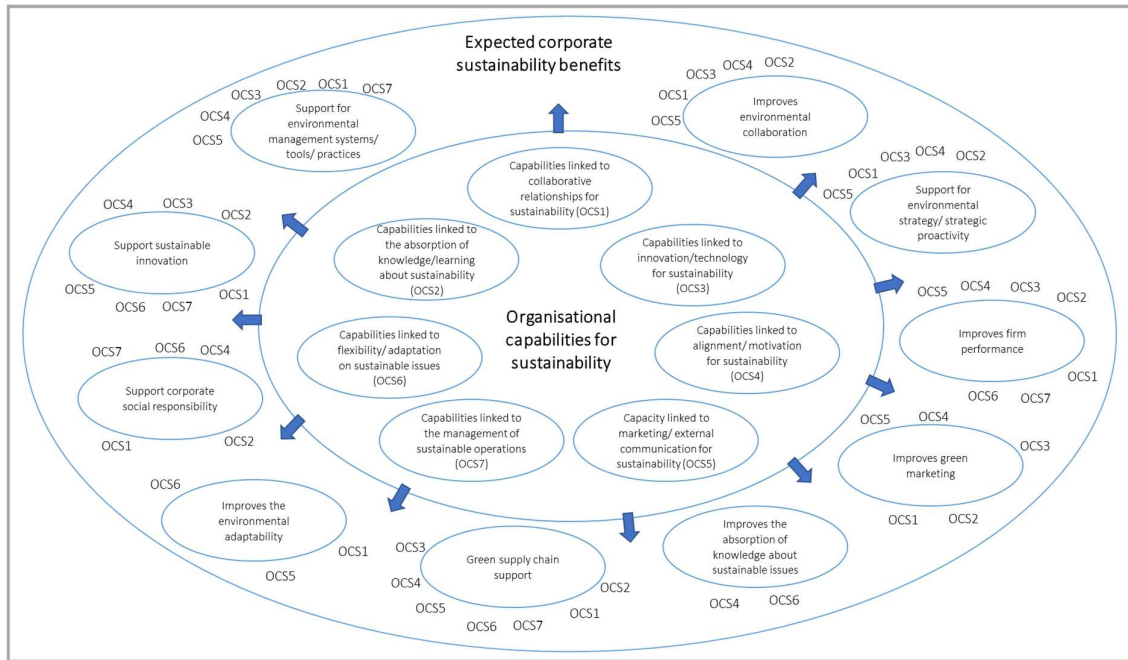 Expected corporate
sustainability benefits
OCS3
OCS2
OCS1
OCS7
OCS4
OCS5
Support for
environmental
management systems/
tools/ practices
OCS3
OCS4
OCS2
OCS1
OCS5
Improves
environmental
collaboration
OCS3
OCS4
OCS2
OCS1
OCS5
Support for
environmental
strategy/ strategic
proactivity
OCS4
OCS3
OCS2
Support sustainable
innovation
OCS5
OCS6
OCS7
OCS1
OCS5
OCS4
OCS3
OCS2
Improves firm
performance
OCS1
OCS6
OCS7
OCS7
OCS6
OCS4
Support corporate
social responsibility
OCS1
OCS2
OCS5
OCS4
OCS3
Improves green
marketing
OCS1
OCS2
OCS6
Improves the
environmental
adaptability
OCS1
OCS5
OCS3
OCS4
OCS5
OCS6
OCS7
OCS1
OCS2
Green supply chain
support
Improves the
absorption of
knowledge about
sustainable issues
OCS4
OCS6
Organisational
capabilities for
sustainability
Capabilities linked to
collaborative
relationships for
sustainability (OCS1)
Capabilities linked to
the absorption of
knowledge/learning
about sustainability
(OCS2)
Capabilities linked to
innovation/technology
for sustainability
(OCS3)
Capabilities linked to
flexibility/ adaptation
on sustainable issues
(OCS6)
Capabilities linked to
alignment/ motivation
for sustainability
(OCS4)
Capabilities linked to
the management of
sustainable operations
(OCS7)
Capacity linked to
marketing/ external
communication for
sustainability (OCS5)